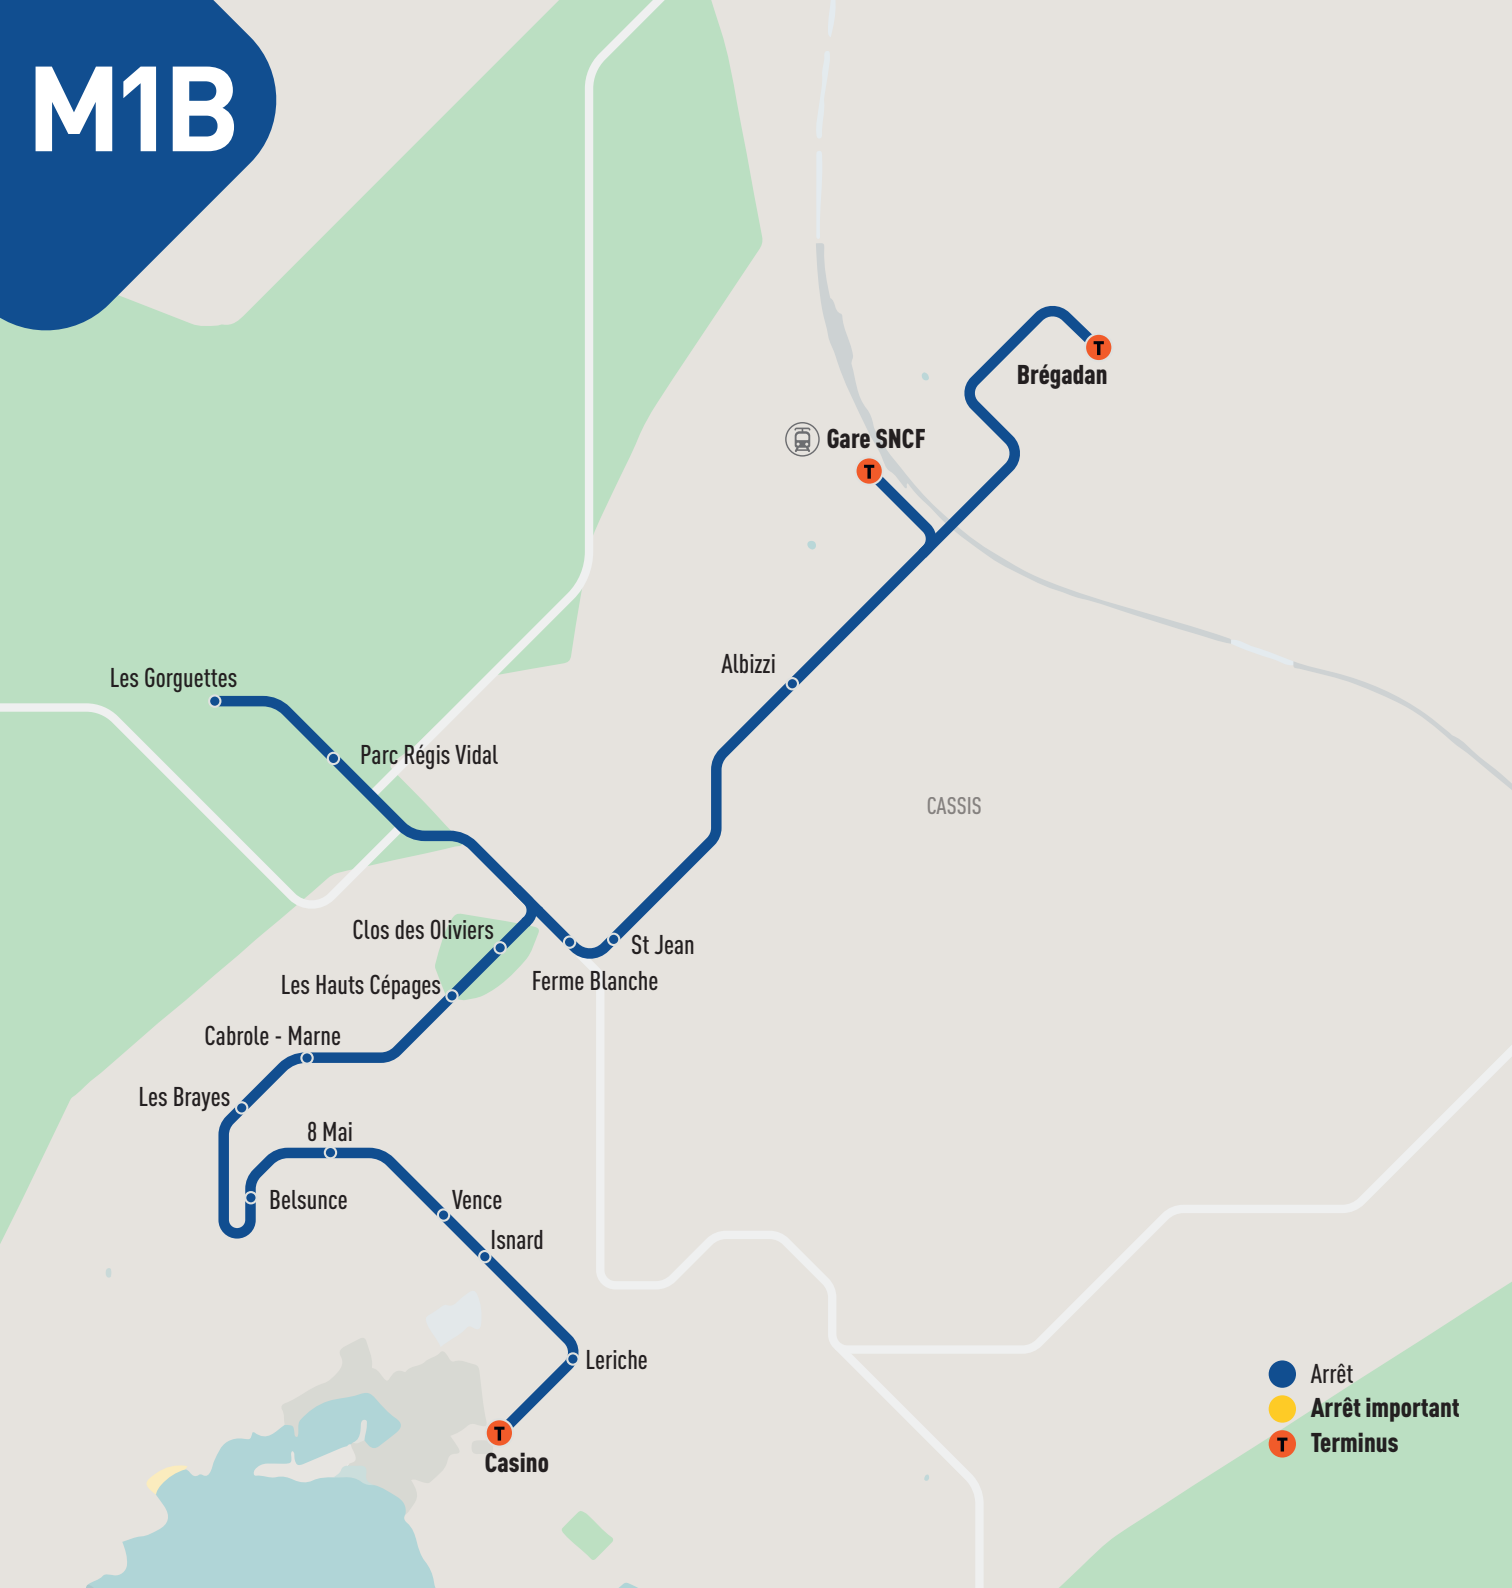 M1B
Brégadan
Gare SNCF
T
T
Albizzi
Les Gorguettes
Parc Régis Vidal
CASSIS
Clos des Oliviers
St Jean
Ferme Blanche
Les Hauts Cépages
Cabrole - Marne
Les Brayes
8 Mai
Belsunce
Vence
Isnard
Leriche
T
Casino
Arrêt
Arrêt important
T Terminus